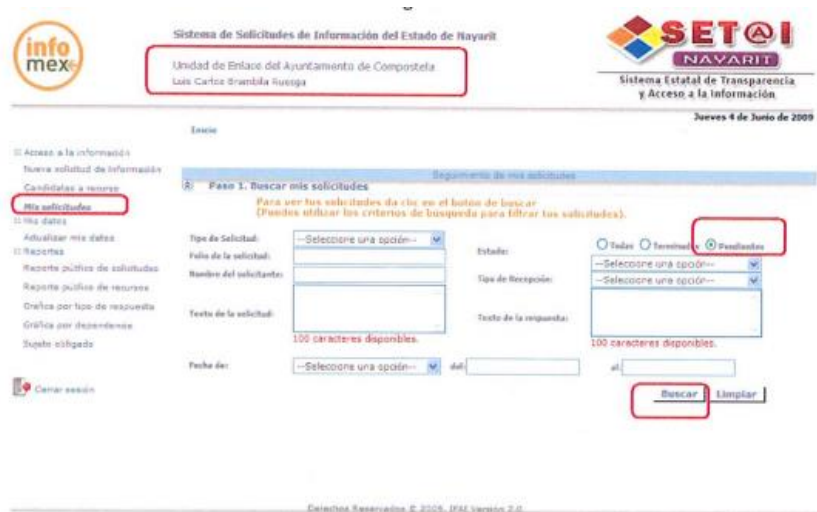 info
mex
Sistema de Solicitudes de Información del Estado de Nayarit
Unidad de Enlace del Ayuntamiento de Compostela
Luis Carlos Brambila Ruesga
SET@I
NAYARIT
Sistema Estatal de Transparencia
y Acceso a la Información
Jueves 4 de Junio de 2009
Inicio
Acceso a la información
Nueva solicitud de información
Candidatas a recurso
Mis solicitudes
Mis datos
Actualizar mis datos
Reportes
Reporte público de solicitudes
Reporte público de recursos
Gráfica por tipo de respuesta
Gráfica por dependencia
Sujeto obligado
Cerrar sesión
Seguimiento de mis solicitudes
Paso 1. Buscar mis solicitudes
Para ver tus solicitudes da clic en el botón de buscar
(Puedes utilizar los criterios de busqueda para filtrar tus solicitudes).
Tipo de Solicitud: --Seleccione una opción--
Folio de la solicitud:
Nombre del solicitante:
Texto de la solicitud:
100 caracteres disponibles.
Estado: Todas Terminadas Pendientes
--Seleccione una opción--
Tipo de Recepción: --Seleccione una opción--
Texto de la respuesta:
100 caracteres disponibles.
Fecha de: --Seleccione una opción-- del: al:
Buscar Limpiar
Derechos Reservados © 2005, IFAI Versión 2.0